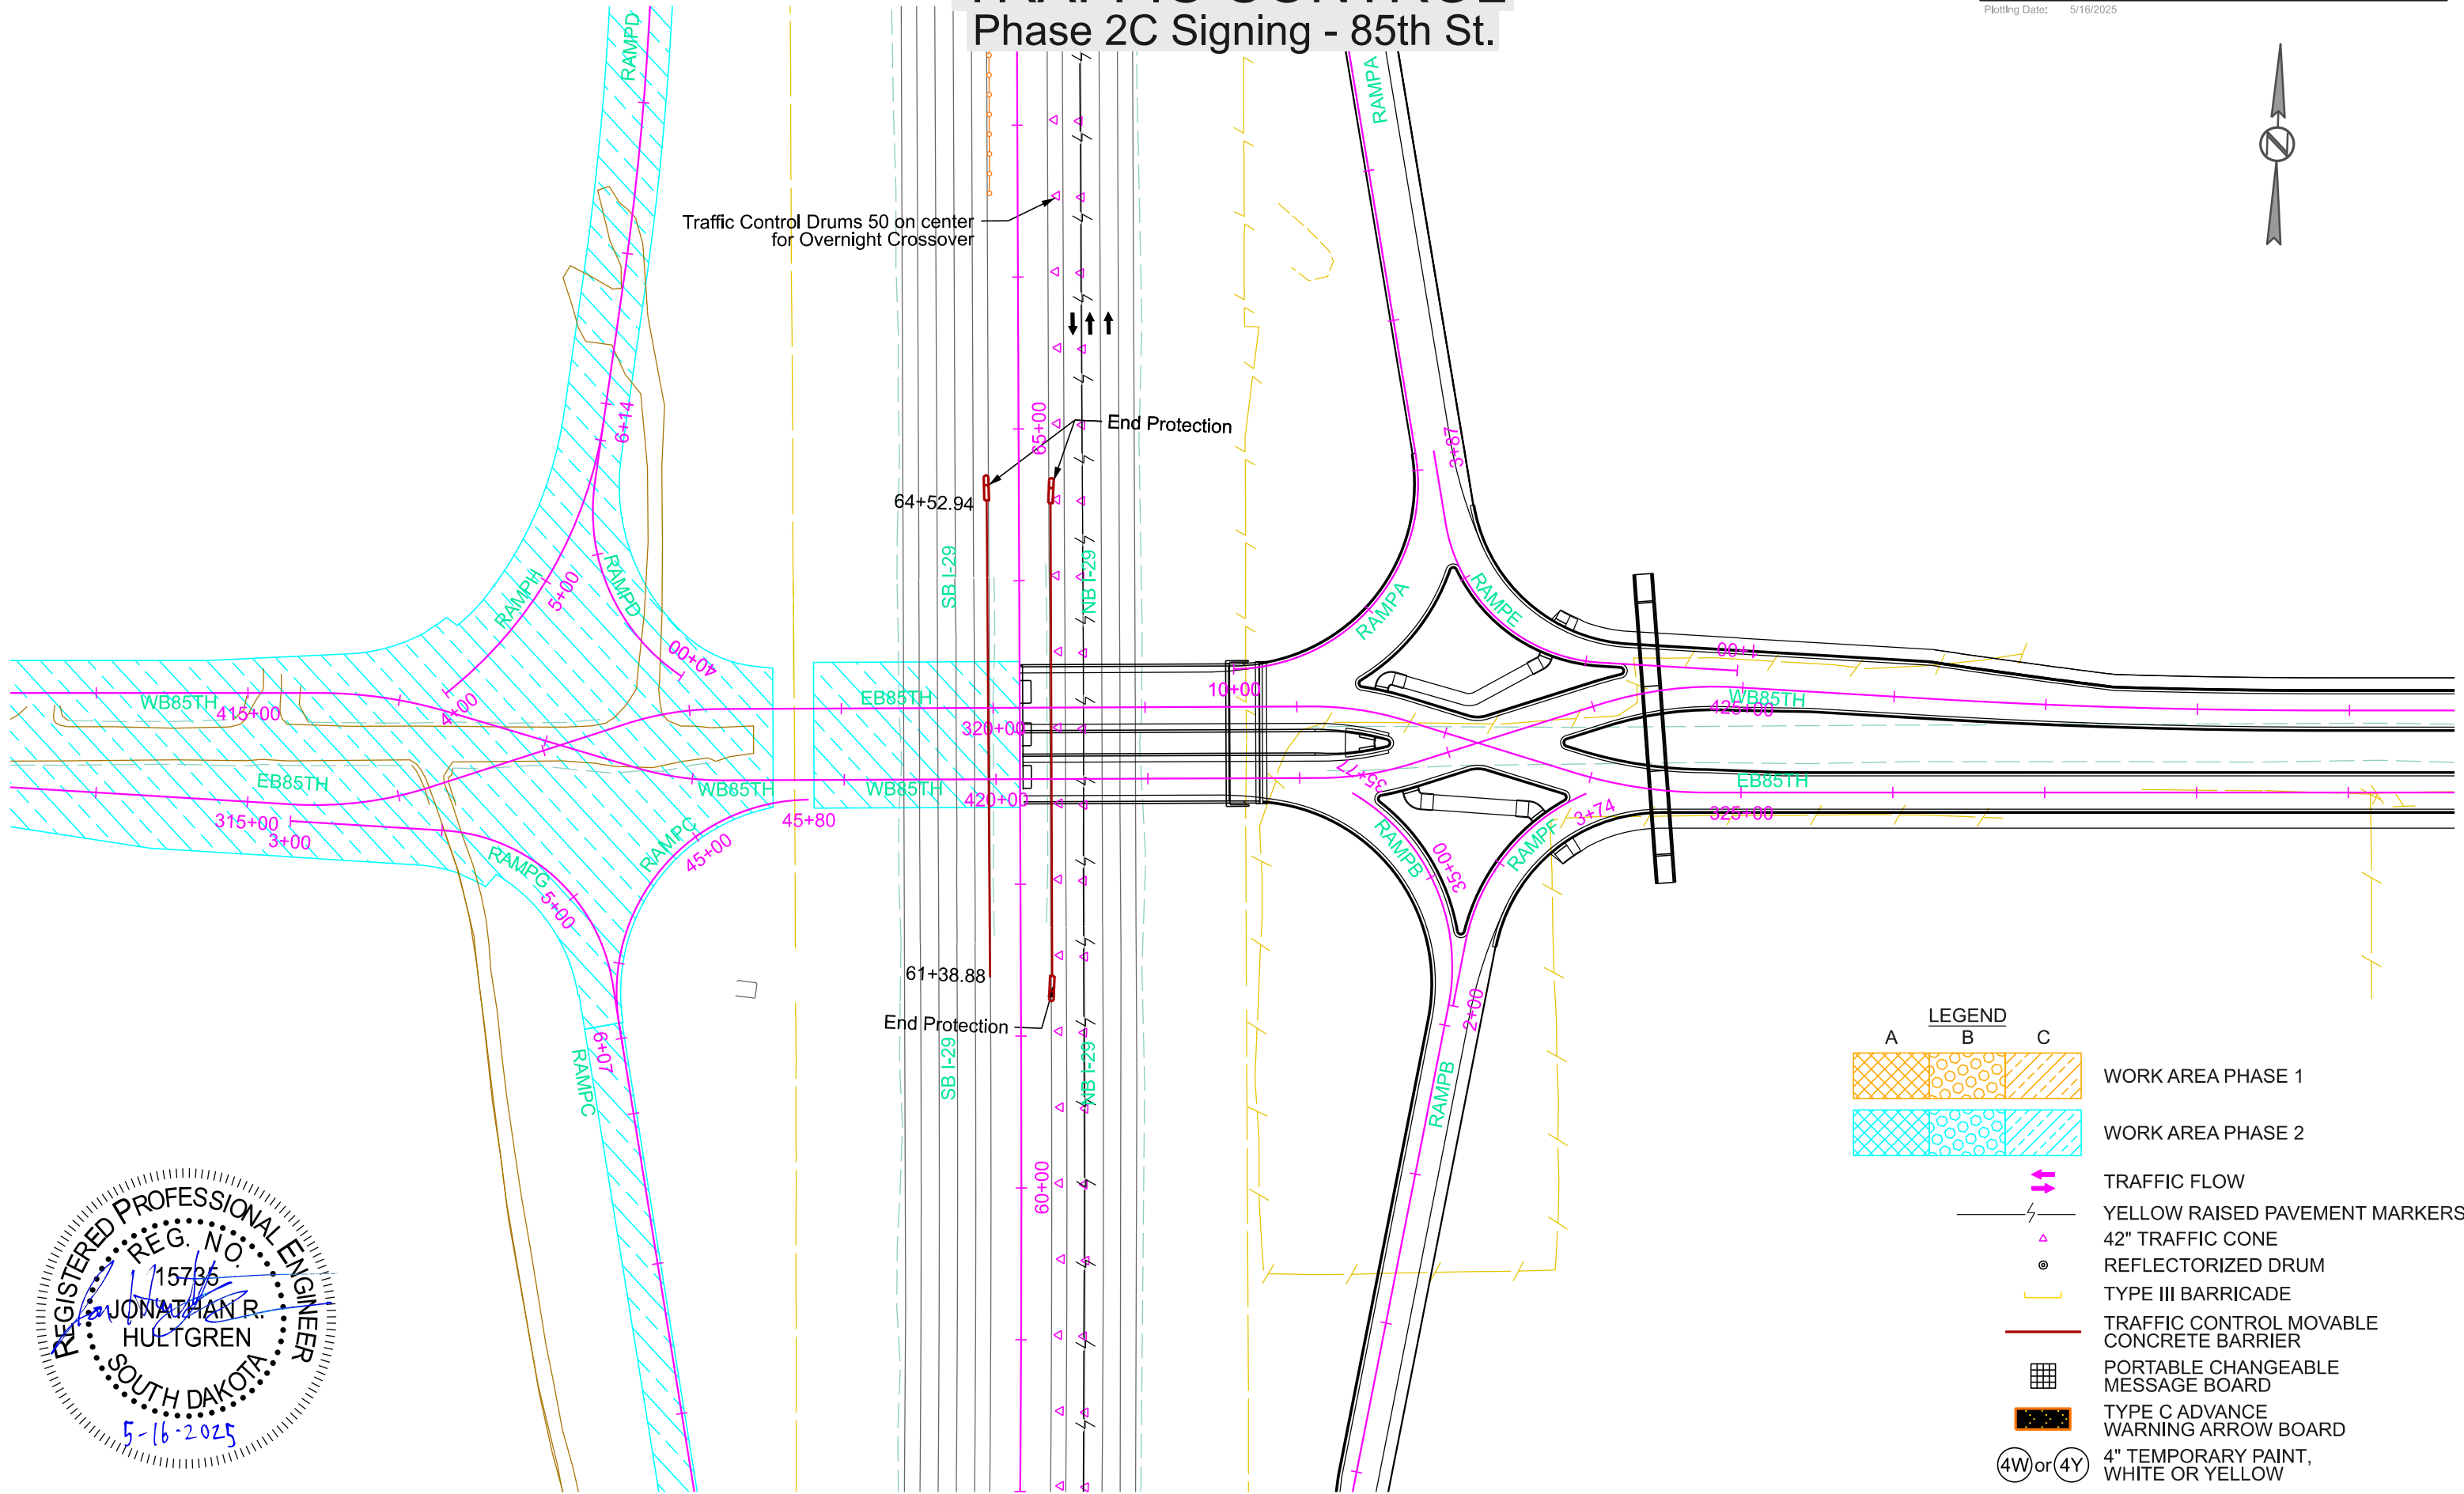 Phase 2C Signing - 85th St.
Plotting Date: 5/16/2025
RAMPD
RAMPA
Traffic Control Drums 50 on center
for Overnight Crossover
6+14
65+00
End Protection
3+87
64+52.94
SB I-29
NB I-29
RAMPH
5+00
RAMPD
40+00
RAMPA
RAMPE
1+00
WB85TH
415+00
4+00
EB85TH
320+00
10+00
WB85TH
425+00
EB85TH
WB85TH
WB85TH
420+00
35+77
EB85TH
315+00
3+00
45+80
3+74
325+00
RAMPG
5+00
RAMPC
45+00
RAMPB
35+00
RAMPF
61+38.88
End Protection
2+00
6+07
RAMPC
SB I-29
NB I-29
RAMPB
60+00
LEGEND
A B C
WORK AREA PHASE 1
WORK AREA PHASE 2
TRAFFIC FLOW
YELLOW RAISED PAVEMENT MARKERS
42" TRAFFIC CONE
REFLECTORIZED DRUM
TYPE III BARRICADE
TRAFFIC CONTROL MOVABLE
CONCRETE BARRIER
PORTABLE CHANGEABLE
MESSAGE BOARD
TYPE C ADVANCE
WARNING ARROW BOARD
4W or 4Y 4" TEMPORARY PAINT,
WHITE OR YELLOW
REGISTERED PROFESSIONAL ENGINEER
REG. NO.
15735
JONATHAN R.
HULTGREN
SOUTH DAKOTA
5-16-2025